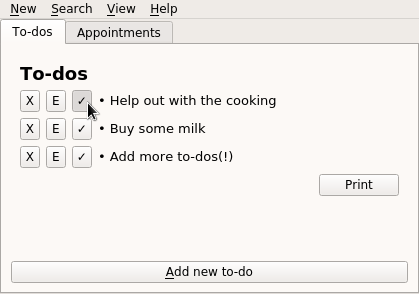 New Search View Help
To-dos Appointments
To-dos
X E ✓ • Help out with the cooking
X E ✓ • Buy some milk
X E ✓ • Add more to-dos(!)
Print
Add new to-do